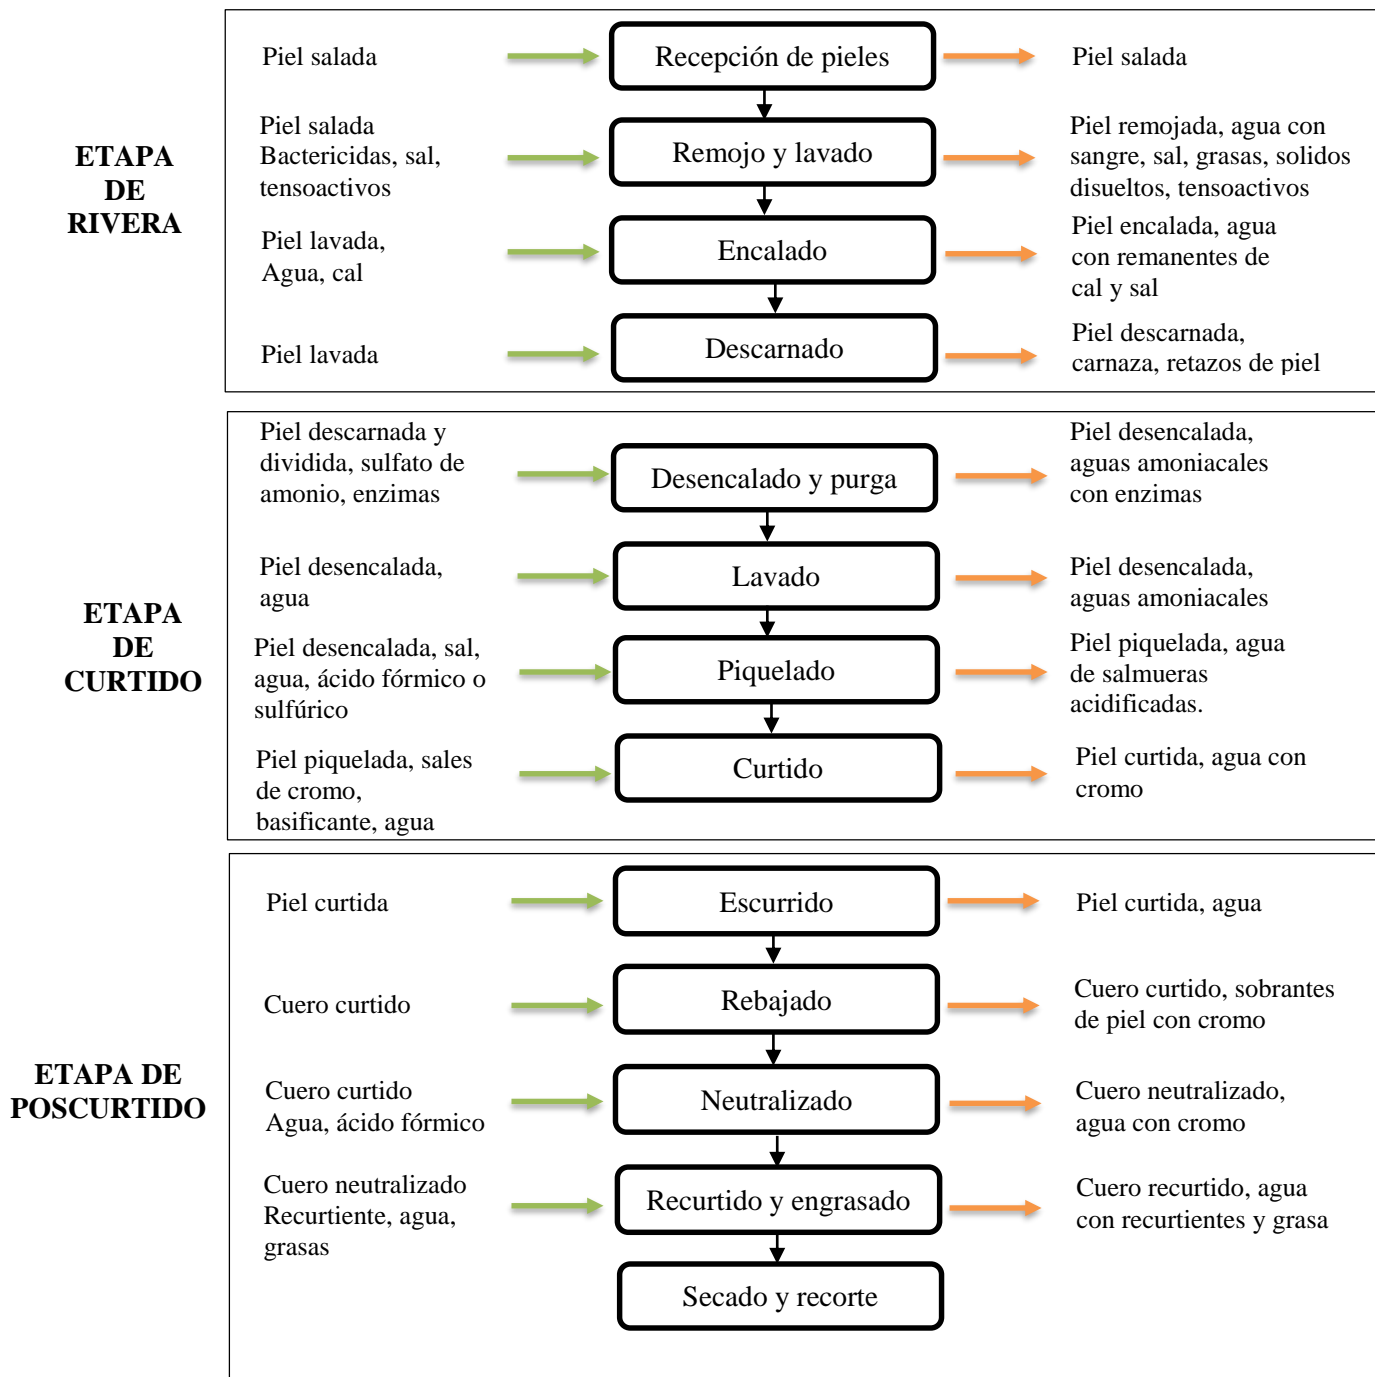 ETAPA
DE
RIVERA
Piel salada
Recepción de pieles
Piel salada
Piel salada
Bactericidas, sal,
tensoactivos
Remojo y lavado
Piel remojada, agua con
sangre, sal, grasas, solidos
disueltos, tensoactivos
Piel lavada,
Agua, cal
Encalado
Piel encalada, agua
con remanentes de
cal y sal
Piel lavada
Descarnado
Piel descarnada,
carnaza, retazos de piel
ETAPA
DE
CURTIDO
Piel descarnada y
dividida, sulfato de
amonio, enzimas
Desencalado y purga
Piel desencalada,
aguas amoniacales
con enzimas
Piel desencalada,
agua
Lavado
Piel desencalada,
aguas amoniacales
Piel desencalada, sal,
agua, ácido fórmico o
sulfúrico
Piquelado
Piel piquelada, agua
de salmueras
acidificadas.
Piel piquelada, sales
de cromo,
basificante, agua
Curtido
Piel curtida, agua con
cromo
ETAPA DE
POSCURTIDO
Piel curtida
Escurrido
Piel curtida, agua
Cuero curtido
Rebajado
Cuero curtido, sobrantes
de piel con cromo
Cuero curtido
Agua, ácido fórmico
Neutralizado
Cuero neutralizado,
agua con cromo
Cuero neutralizado
Recurtiente, agua,
grasas
Recurtido y engrasado
Cuero recurtido, agua
con recurtientes y grasa
Secado y recorte